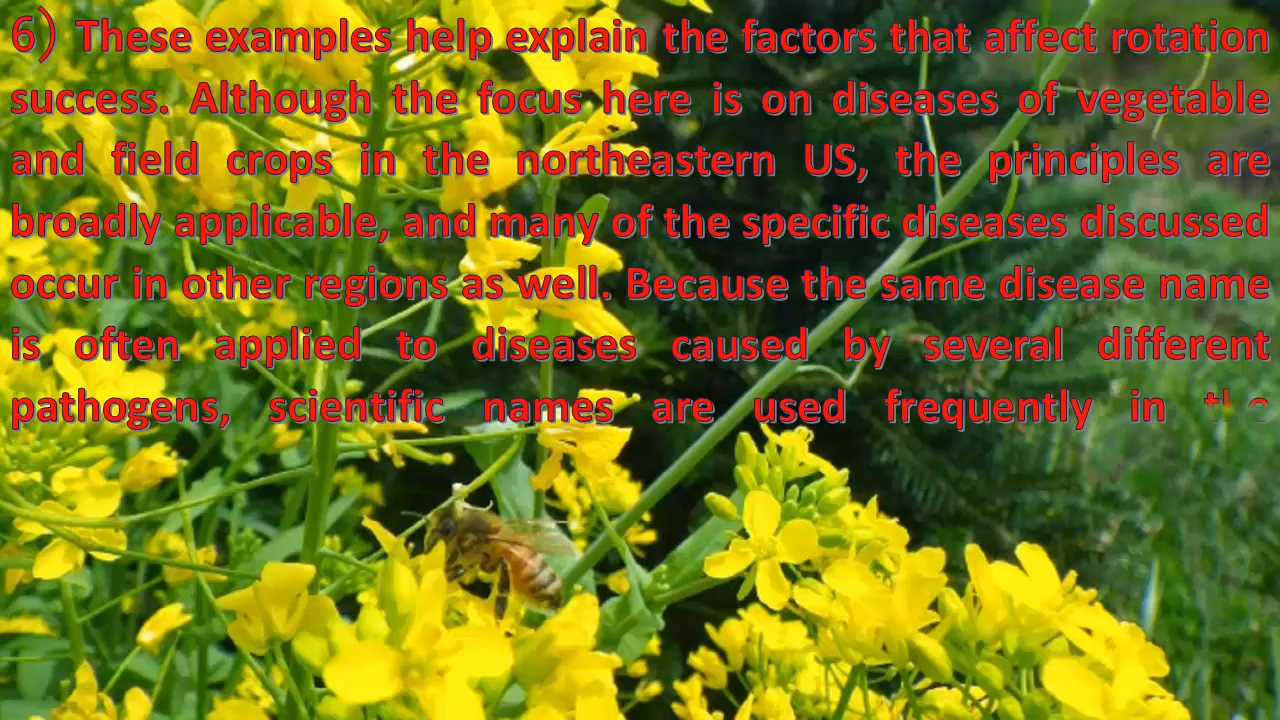 6) These examples help explain the factors that affect rotation
success. Although the focus here is on diseases of vegetable
and field crops in the northeastern US, the principles are
broadly applicable, and many of the specific diseases discussed
occur in other regions as well. Because the same disease name
is often applied to diseases caused by several different
pathogens, scientific names are used frequently in